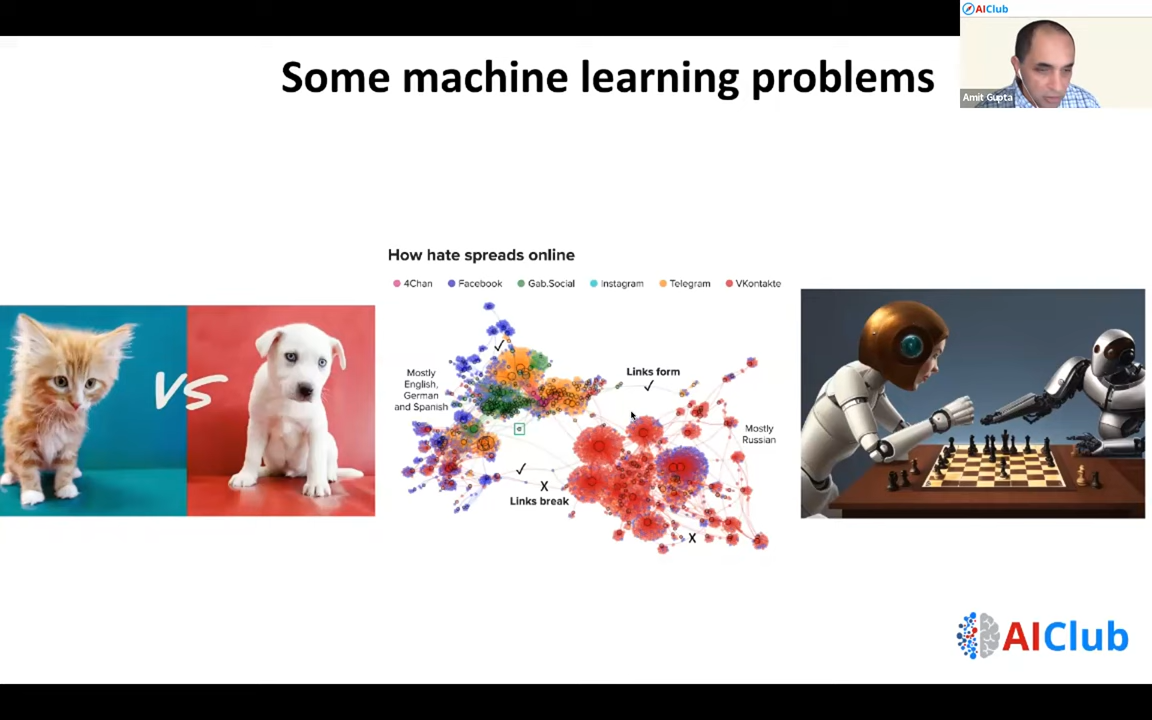 AIClub
Amit Gupta
Some machine learning problems
How hate spreads online
4Chan Facebook Gab.Social Instagram Telegram VKontakte
VS
Mostly
English,
German
and Spanish
Links form
Mostly
Russian
X
Links break
X
AIClub